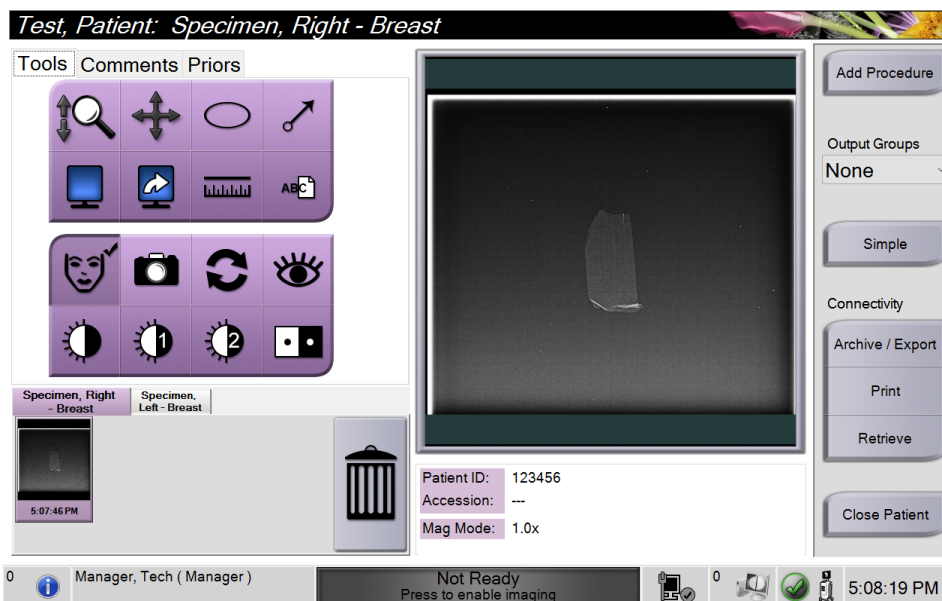 Test, Patient: Specimen, Right - Breast
Tools Comments Priors
ABC
1 2
Specimen, Right
- Breast
Specimen,
Left - Breast
5:07:46 PM
Patient ID: 123456
Accession: ---
Mag Mode: 1.0x
Add Procedure
Output Groups
None
Simple
Connectivity
Archive / Export
Print
Retrieve
Close Patient
0 Manager, Tech ( Manager )
Not Ready
Press to enable imaging
0
5:08:19 PM